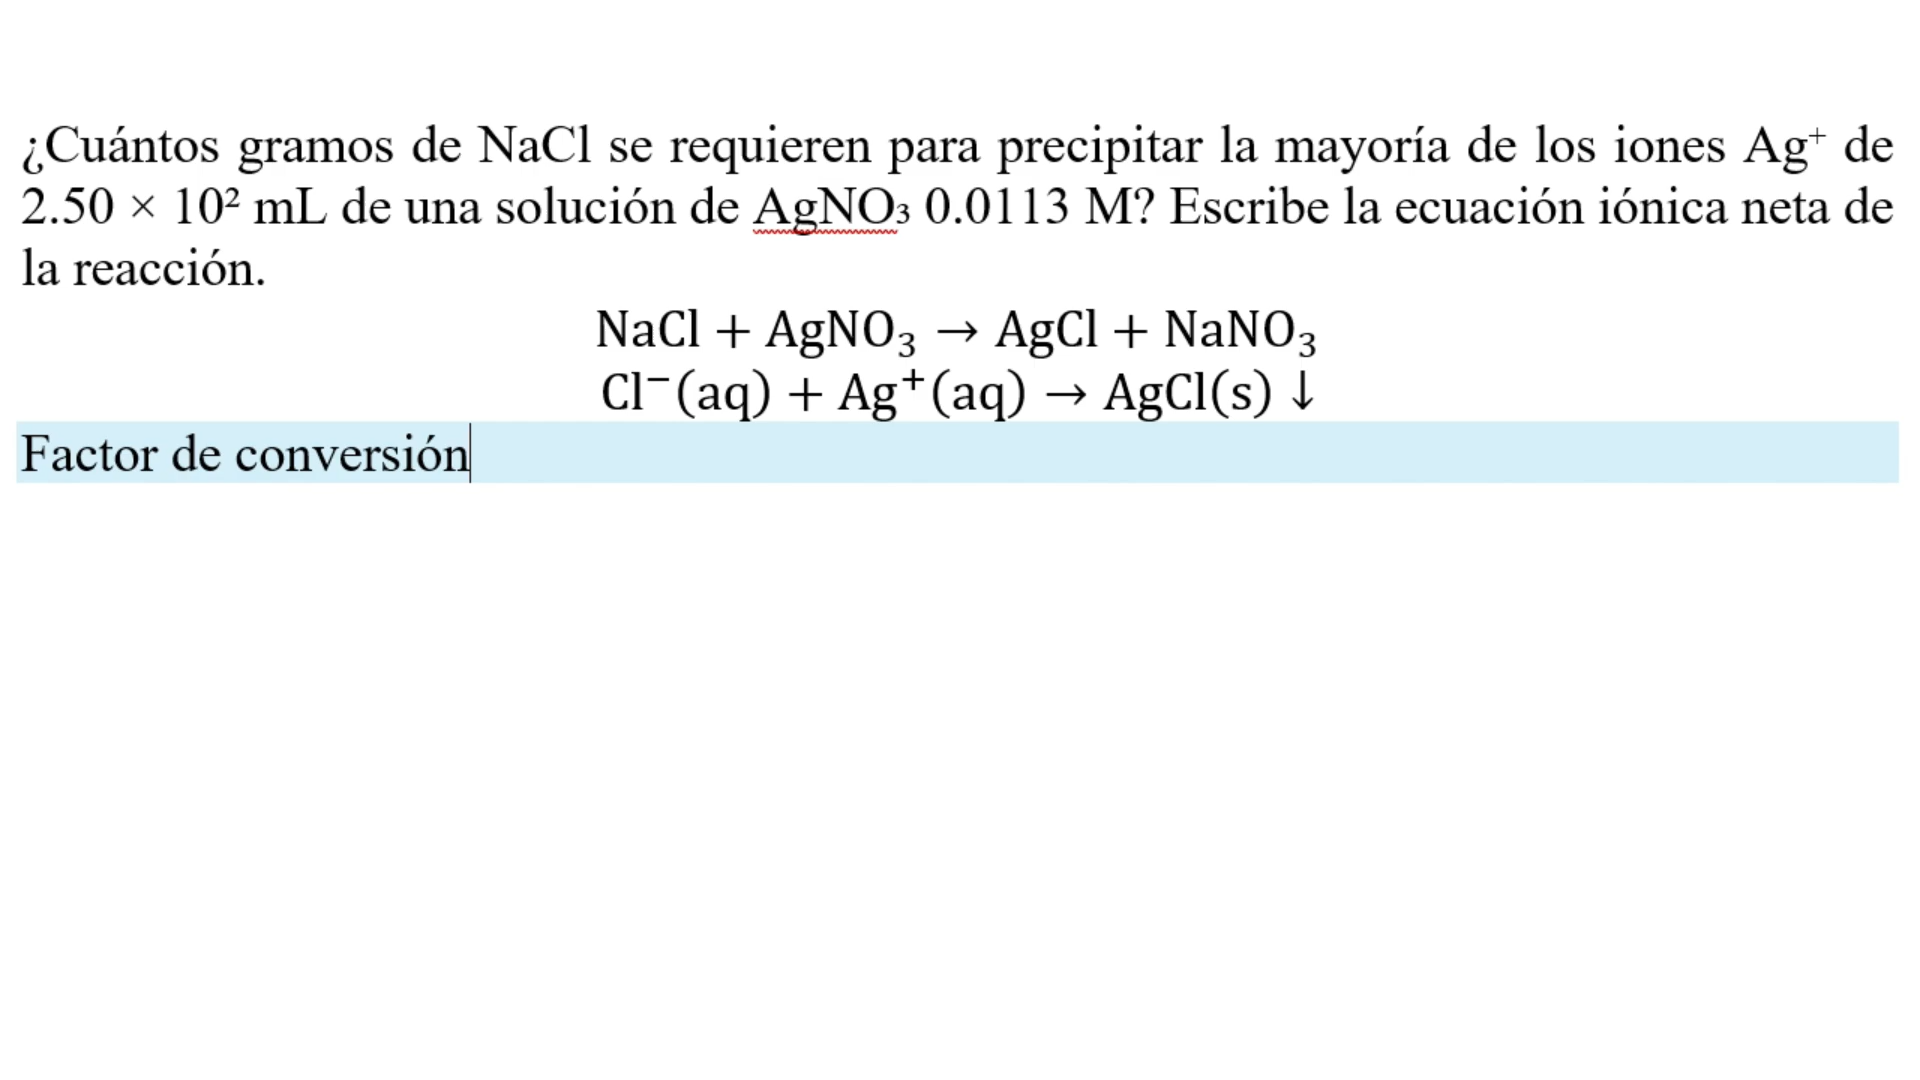 ¿Cuántos gramos de NaCl se requieren para precipitar la mayoría de los iones Ag⁺ de
2.50 × 10² mL de una solución de AgNO₃ 0.0113 M? Escribe la ecuación iónica neta de
la reacción.
NaCl + AgNO₃ → AgCl + NaNO₃
Cl⁻(aq) + Ag⁺(aq) → AgCl(s) ↓
Factor de conversión